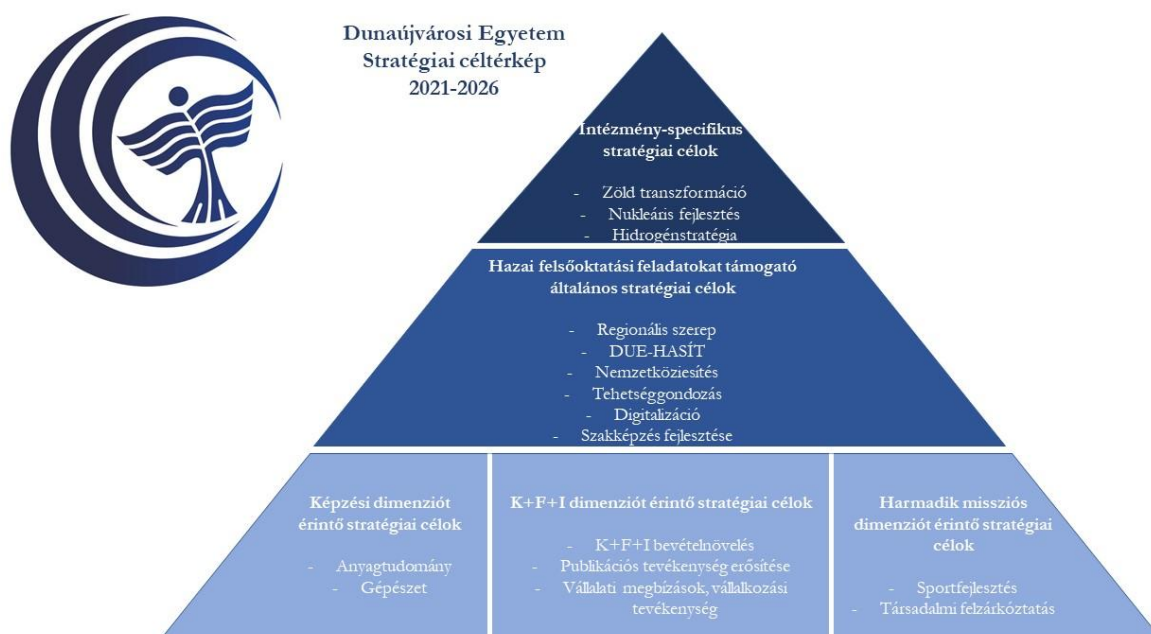 Dunaújvárosi Egyetem
Stratégiai céltérkép
2021-2026
Intézmény-specifikus
stratégiai célok
- Zöld transzformáció
- Nukleáris fejlesztés
- Hidrogénstratégia
Hazai felsőoktatási feladatokat támogató
általános stratégiai célok
- Regionális szerep
- DUE-HASÍT
- Nemzetköziesítés
- Tehetséggondozás
- Digitalizáció
- Szakképzés fejlesztése
Képzési dimenziót
érintő stratégiai célok
- Anyagtudomány
- Gépészet
K+F+I dimenziót érintő stratégiai célok
- K+F+I bevételnövelés
- Publikációs tevékenység erősítése
- Vállalati megbízások, vállalkozási
tevékenység
Harmadik missziós
dimenziót érintő stratégiai
célok
- Sportfejlesztés
- Társadalmi felzárkóztatás